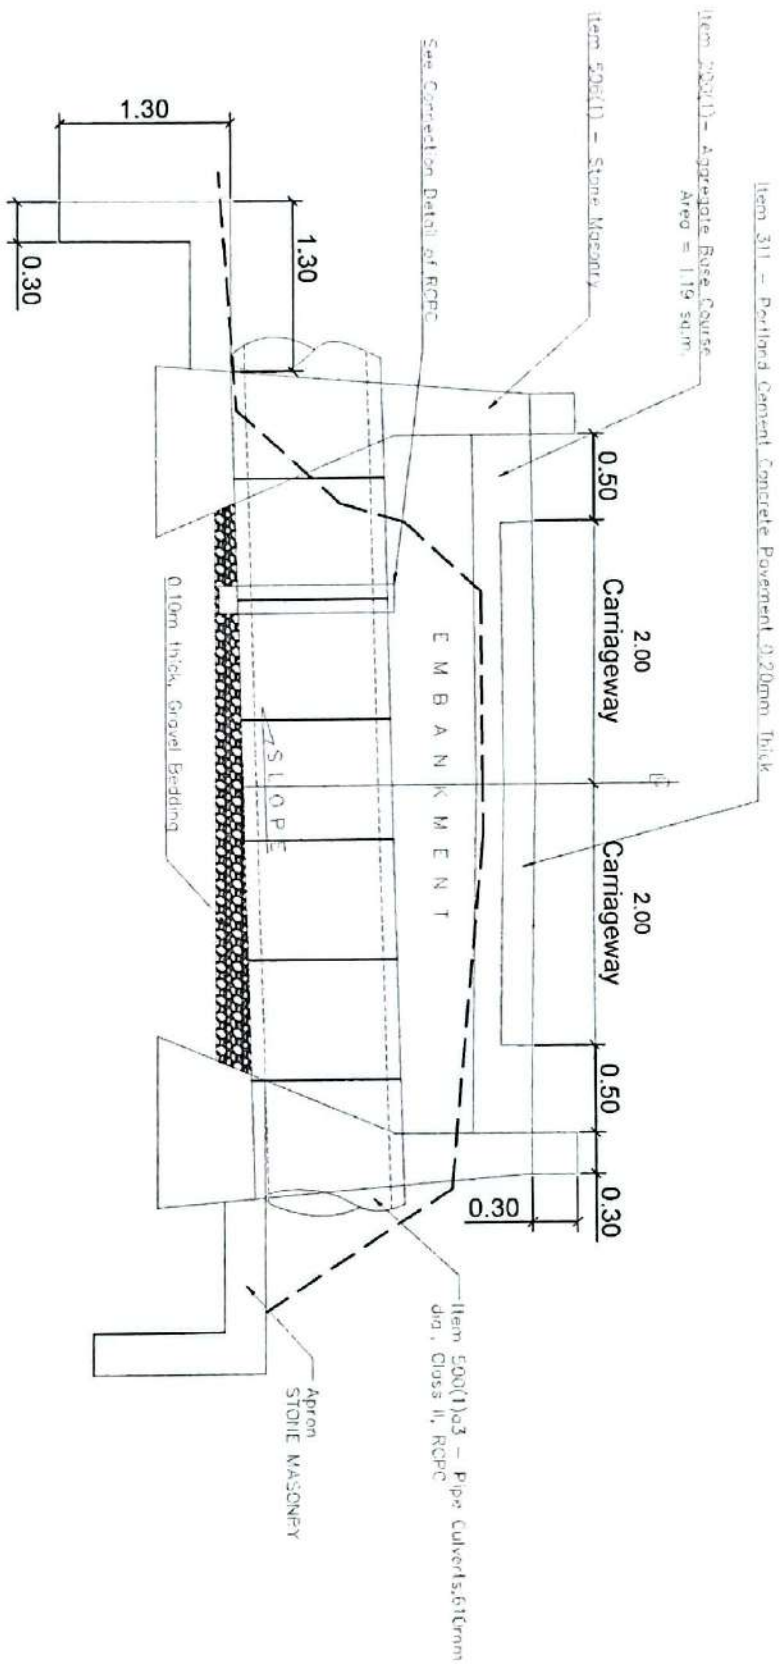 Item 311 - Portland Cement Concrete Pavement 0.20mm Thick
Item 200(1)- Aggregate Base Course
Area = 1.19 sq.m.
Item 506(1) - Stone Masonry
See Connection Detail of RCPC
0.50
2.00
Carriageway
2.00
Carriageway
0.50
0.30
0.30
1.30
1.30
0.30
EMBANKMENT
SLOPE
0.10m thick, Gravel Bedding
Item 500(1)a3 - Pipe Culverts,610mm
dia., Class II, RCPC
Apron
STONE MASONRY